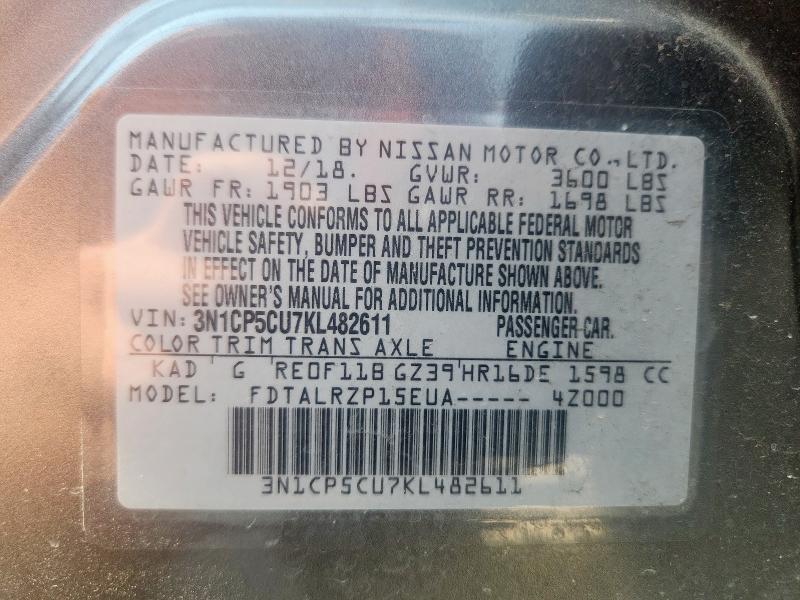 MANUFACTURED BY NISSAN MOTOR CO., LTD.
DATE: 12/18. GVWR: 3600 LBS
GAWR FR: 1903 LBS GAWR RR: 1698 LBS
THIS VEHICLE CONFORMS TO ALL APPLICABLE FEDERAL MOTOR
VEHICLE SAFETY, BUMPER AND THEFT PREVENTION STANDARDS
IN EFFECT ON THE DATE OF MANUFACTURE SHOWN ABOVE.
SEE OWNER'S MANUAL FOR ADDITIONAL INFORMATION.
VIN: 3N1CP5CU7KL482611 PASSENGER CAR.
COLOR TRIM TRANS AXLE ENGINE
KAD G RE0F11B GZ39 HR16DE 1598 CC
MODEL: FDTALRZP15EUA----- 4Z000
3N1CP5CU7KL482611